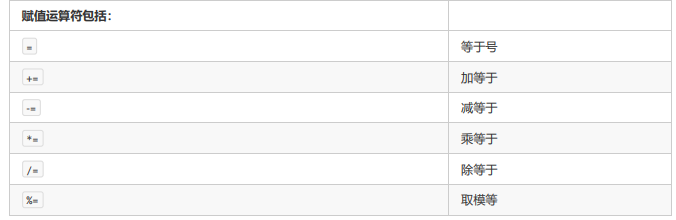 赋值运算符包括：
= 等于号
+= 加等于
-= 减等于
*= 乘等于
/= 除等于
%= 取模等